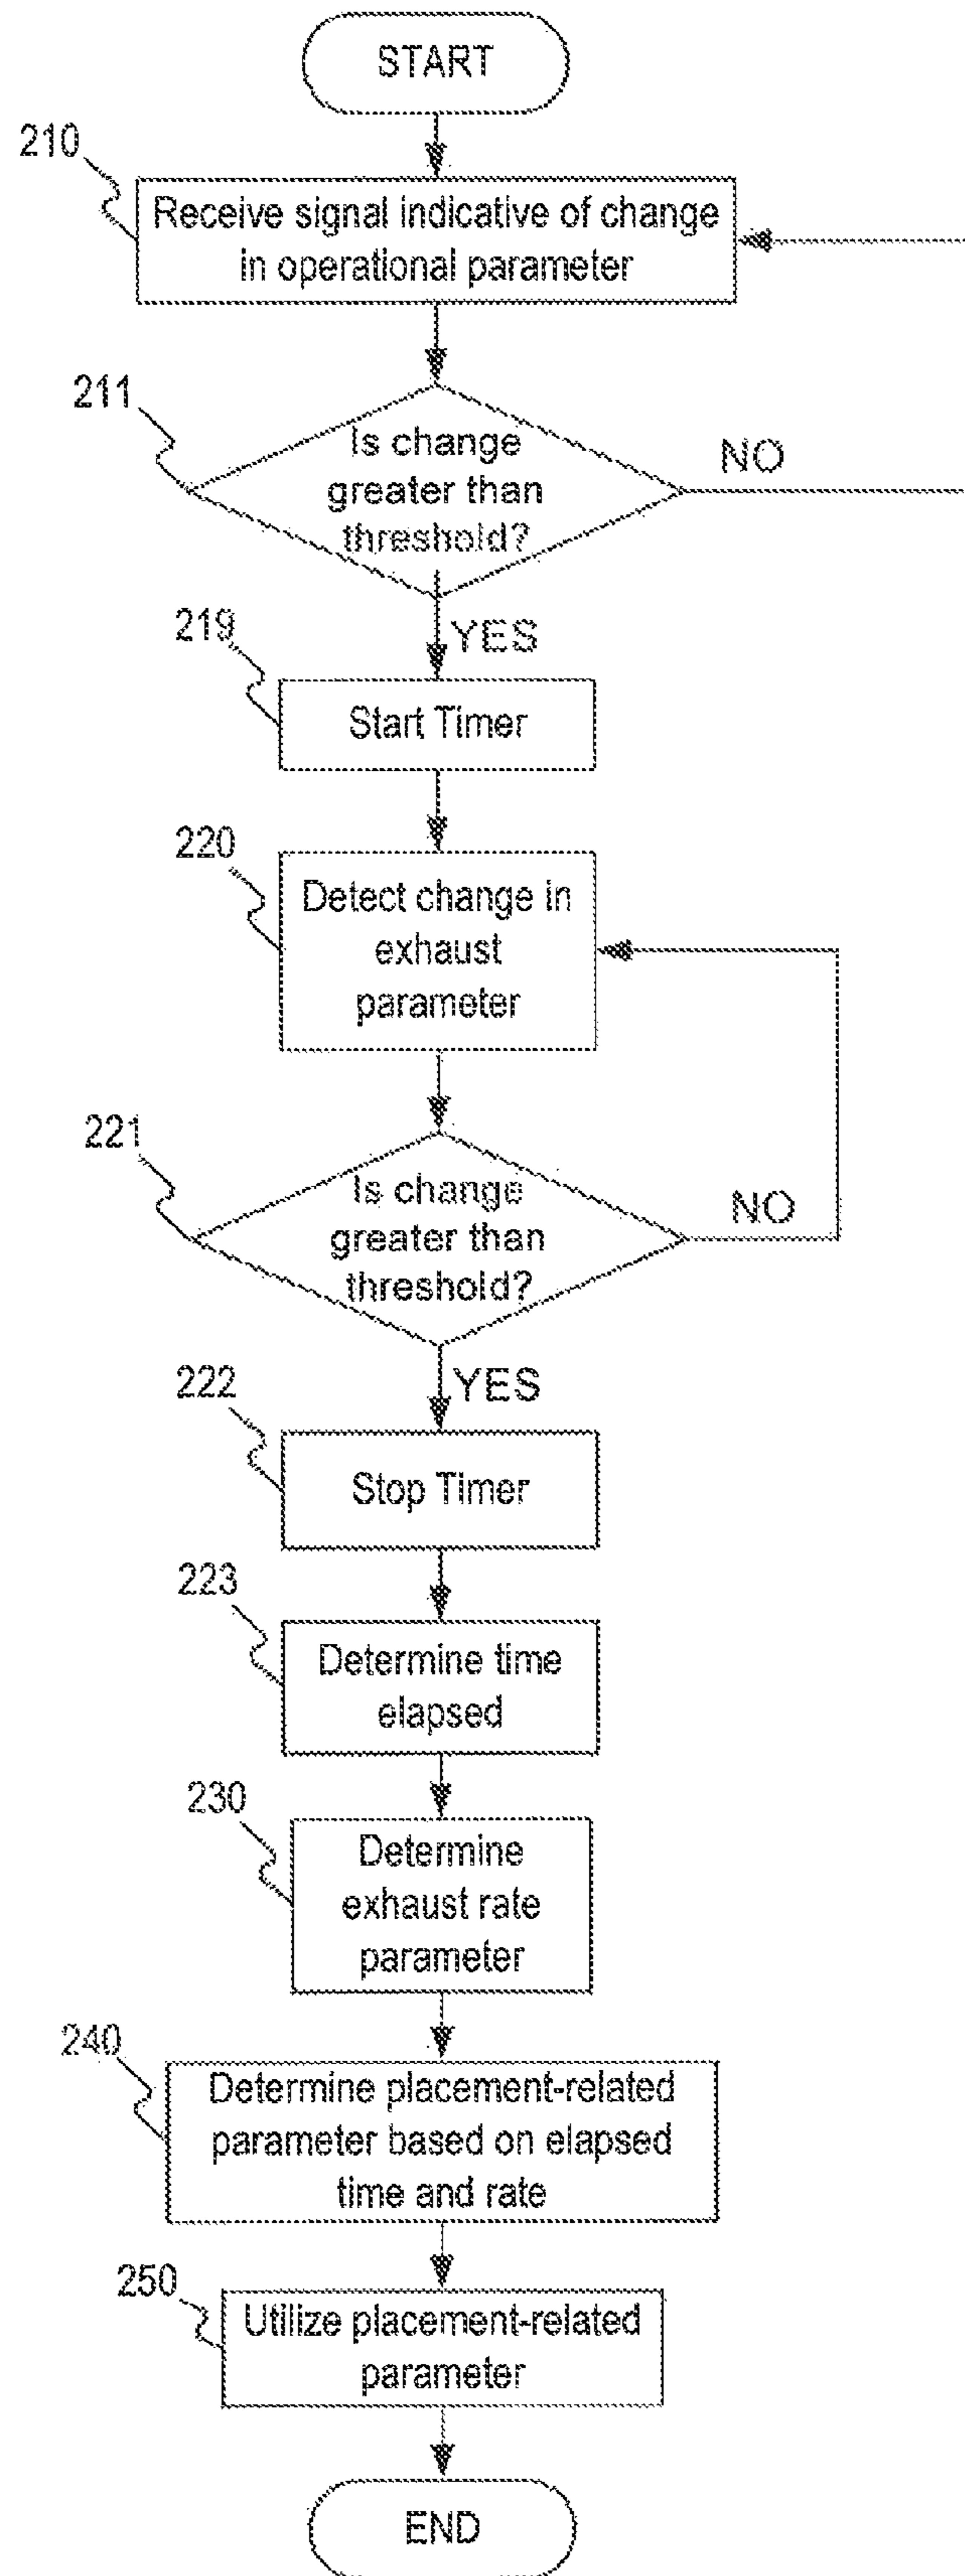 START
210
Receive signal indicative of change
in operational parameter
211
Is change
greater than
threshold?
NO
YES
219
Start Timer
220
Detect change in
exhaust
parameter
221
Is change
greater than
threshold?
NO
YES
222
Stop Timer
223
Determine time
elapsed
230
Determine
exhaust rate
parameter
240
Determine placement-related
parameter based on elapsed
time and rate
250
Utilize placement-related
parameter
END